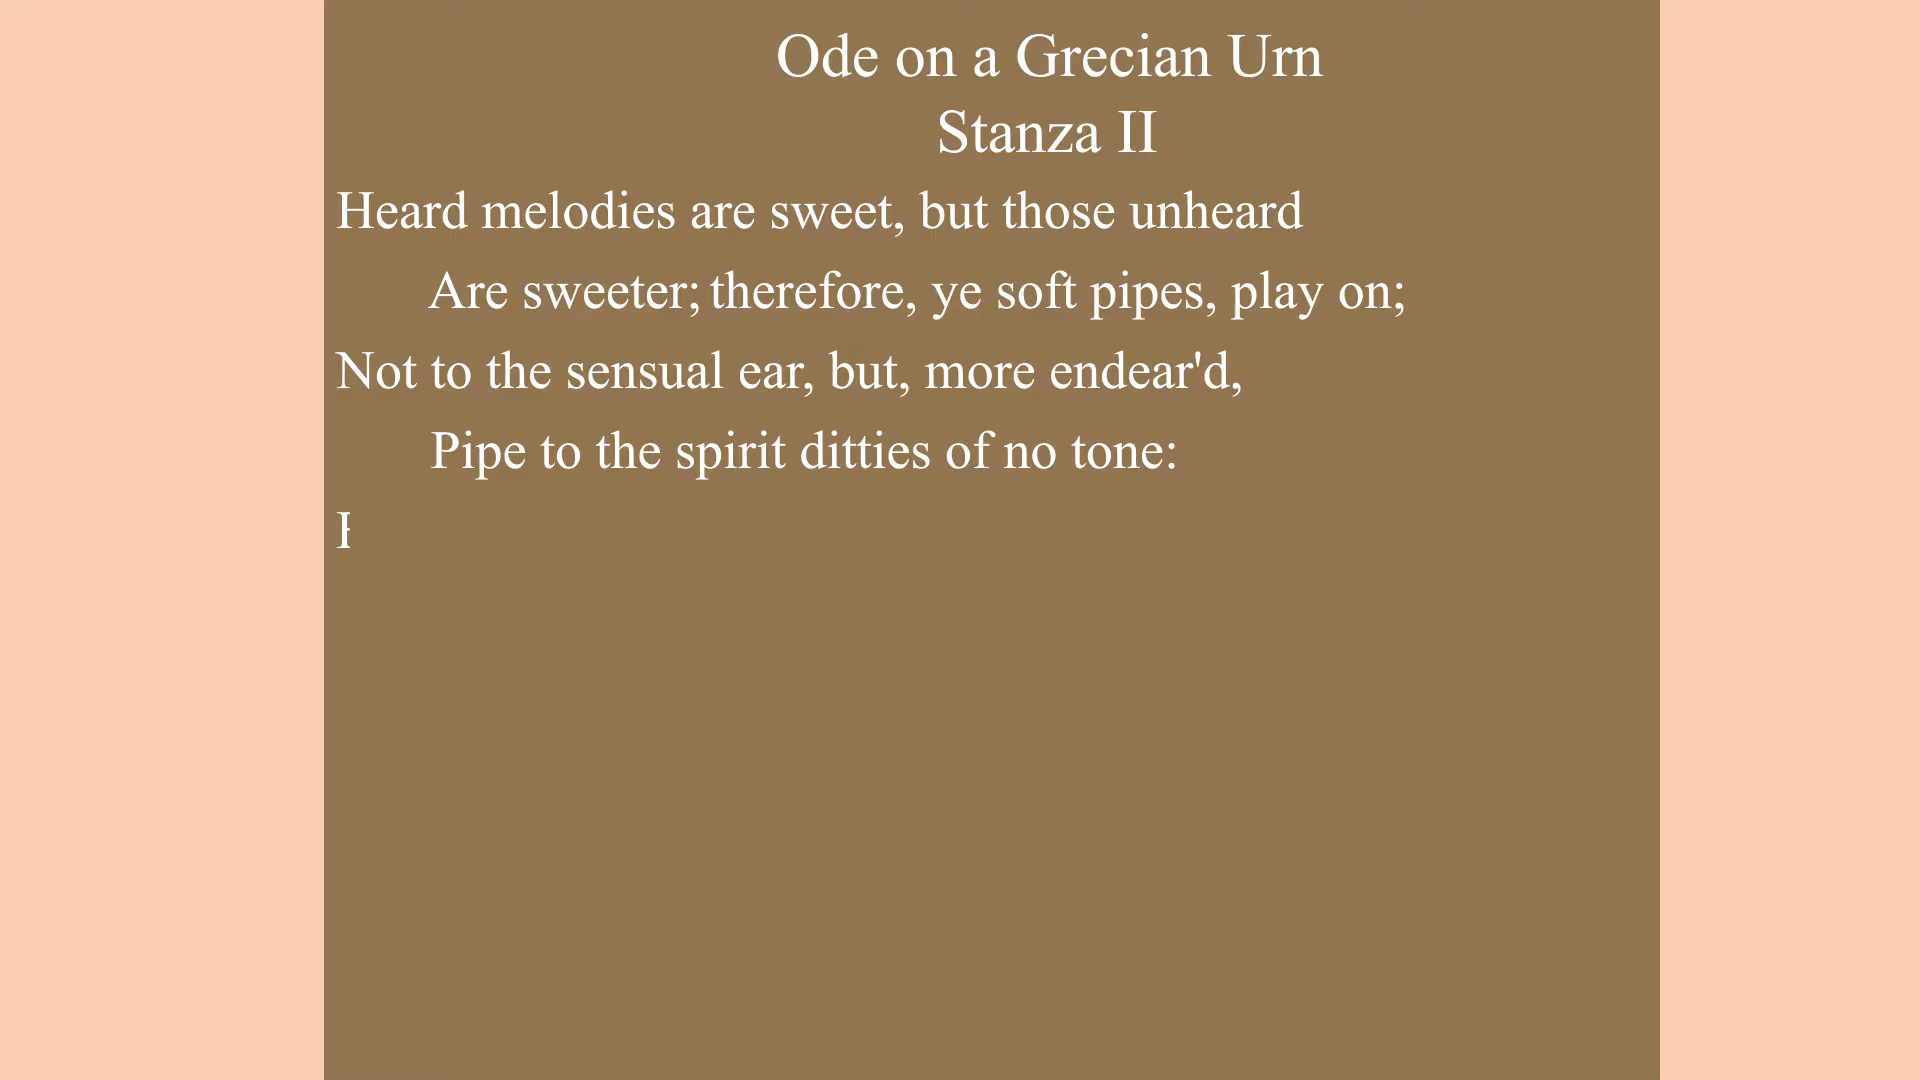 Ode on a Grecian Urn
Stanza II
Heard melodies are sweet, but those unheard
Are sweeter; therefore, ye soft pipes, play on;
Not to the sensual ear, but, more endear'd,
Pipe to the spirit ditties of no tone: